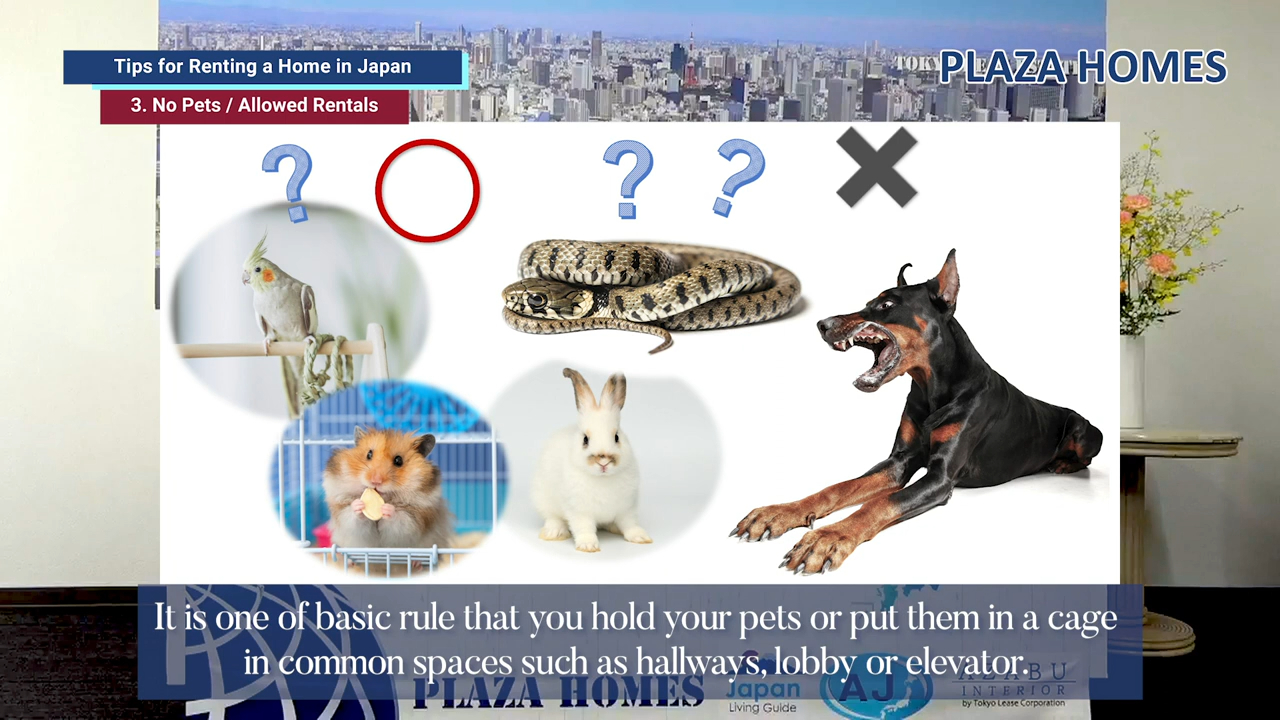 Tips for Renting a Home in Japan
PLAZA HOMES
3. No Pets / Allowed Rentals
It is one of basic rule that you hold your pets or put them in a cage
in common spaces such as hallways, lobby or elevator.
PLAZA HOMES
Japan
Living Guide
AJ
AZABU
INTERIOR
by Tokyo Lease Corporation